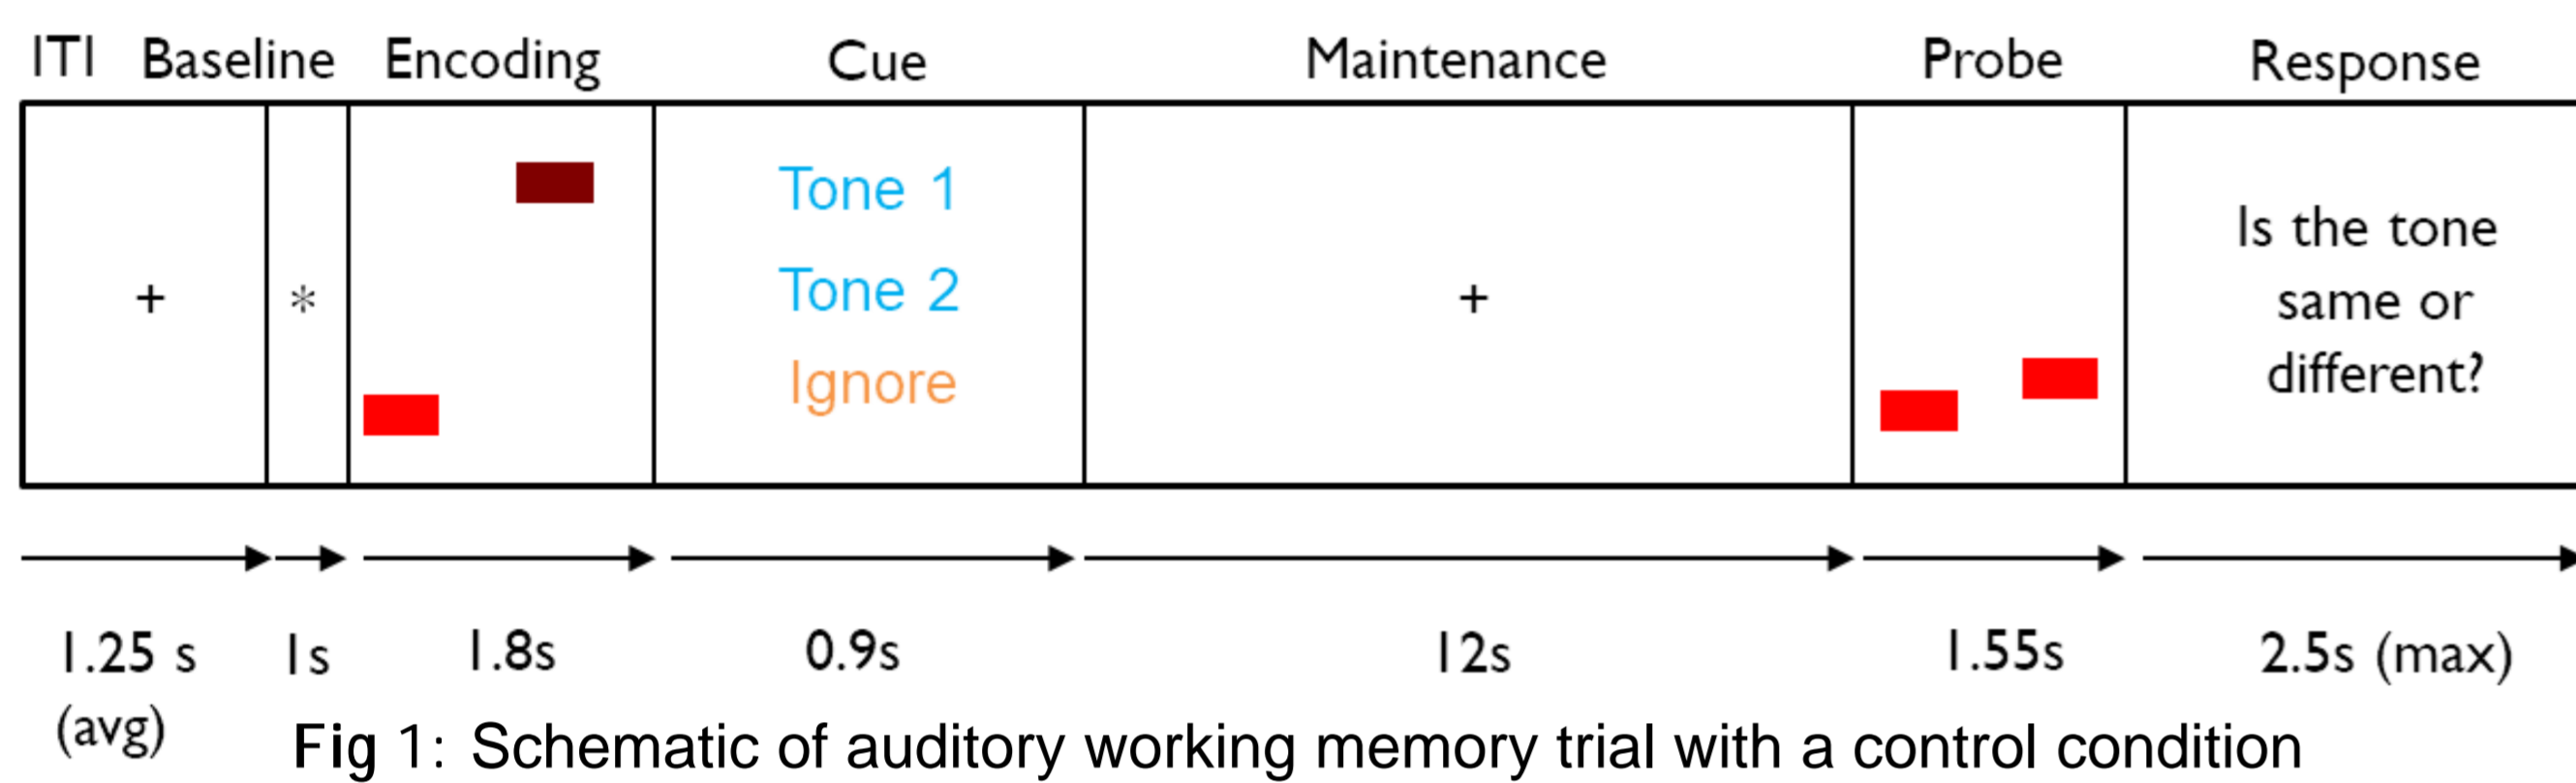 ITI Baseline Encoding Cue Maintenance Probe Response
+ * Tone 1
Tone 2
Ignore
+
Is the tone
same or
different?
1.25 s 1s 1.8s 0.9s 12s 1.55s 2.5s (max)
(avg)
Fig 1: Schematic of auditory working memory trial with a control condition